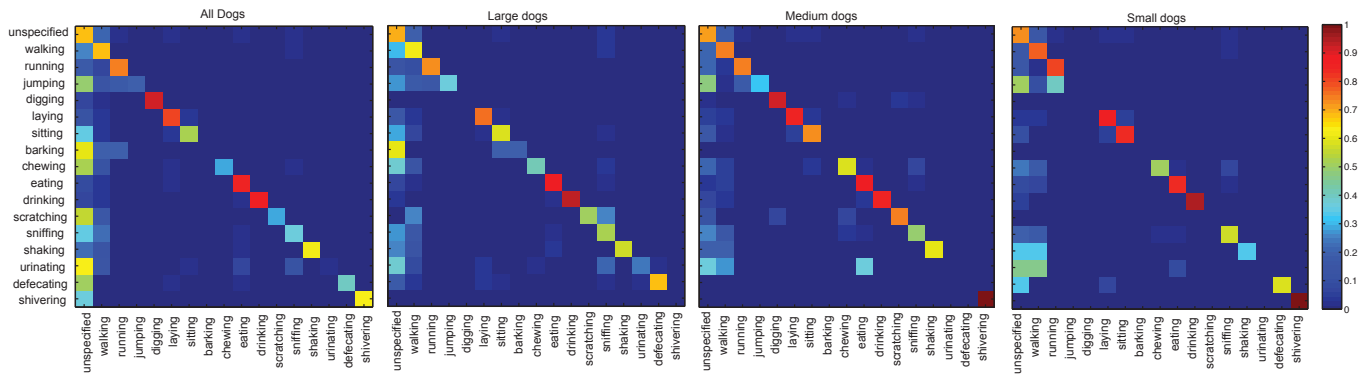 All Dogs
Large dogs
Medium dogs
Small dogs
unspecified
walking
running
jumping
digging
laying
sitting
barking
chewing
eating
drinking
scratching
sniffing
shaking
urinating
defecating
shivering
1
0.9
0.8
0.7
0.6
0.5
0.4
0.3
0.2
0.1
0
unspecified
walking
running
jumping
digging
laying
sitting
barking
chewing
eating
drinking
scratching
sniffing
shaking
urinating
defecating
shivering
unspecified
walking
running
jumping
digging
laying
sitting
barking
chewing
eating
drinking
scratching
sniffing
shaking
urinating
defecating
shivering
unspecified
walking
running
jumping
digging
laying
sitting
barking
chewing
eating
drinking
scratching
sniffing
shaking
urinating
defecating
shivering
unspecified
walking
running
jumping
digging
laying
sitting
barking
chewing
eating
drinking
scratching
sniffing
shaking
urinating
defecating
shivering